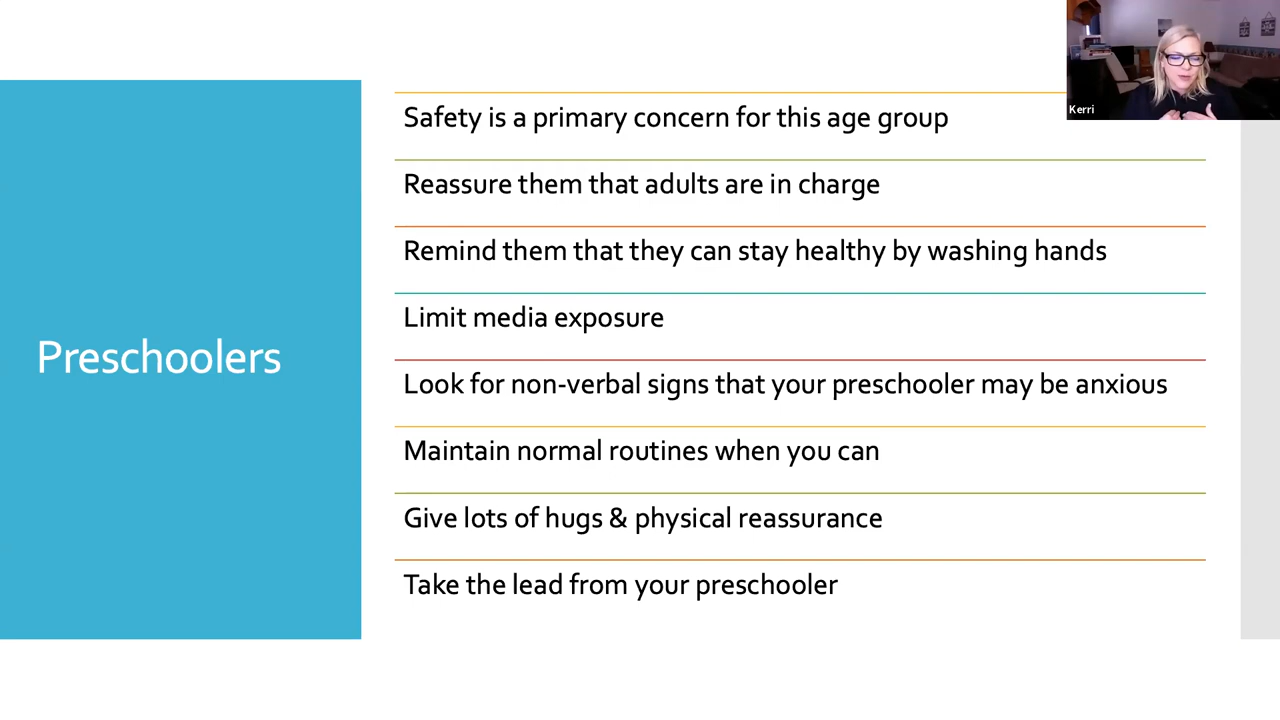 Preschoolers
Safety is a primary concern for this age group
Reassure them that adults are in charge
Remind them that they can stay healthy by washing hands
Limit media exposure
Look for non-verbal signs that your preschooler may be anxious
Maintain normal routines when you can
Give lots of hugs & physical reassurance
Take the lead from your preschooler
Kerri